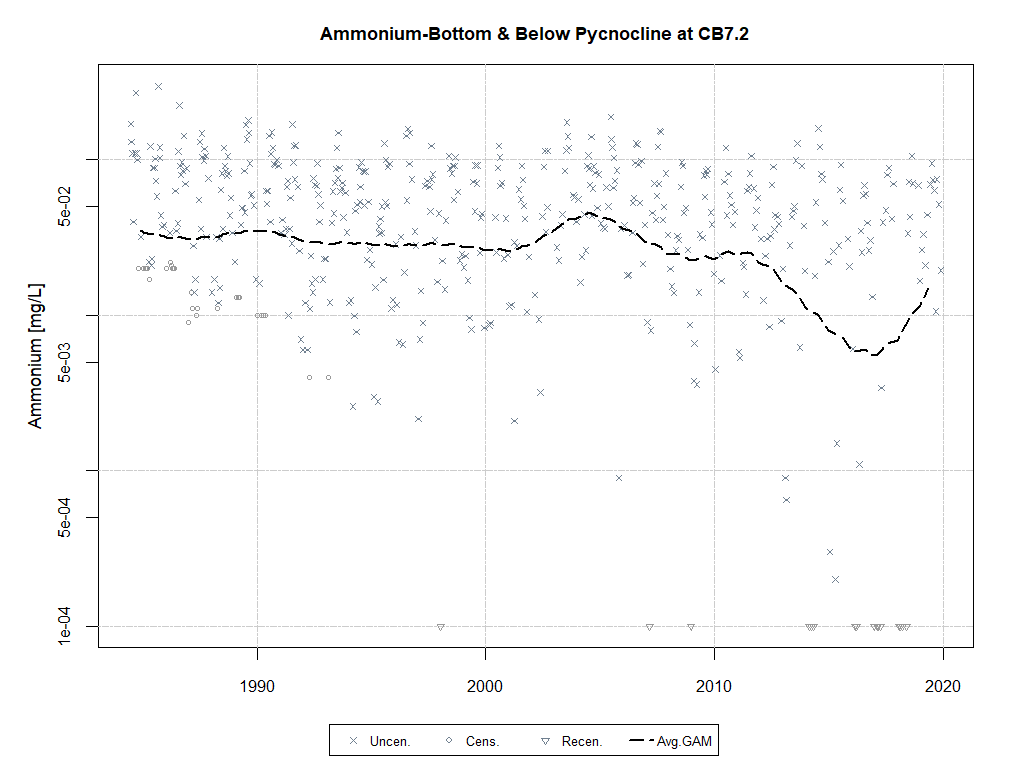 Ammonium-Bottom & Below Pycnocline at CB7.2
Ammonium [mg/L]
5e-02
5e-03
5e-04
1e-04
1990 2000 2010 2020
Uncen. Cens. Recen. Avg.GAM